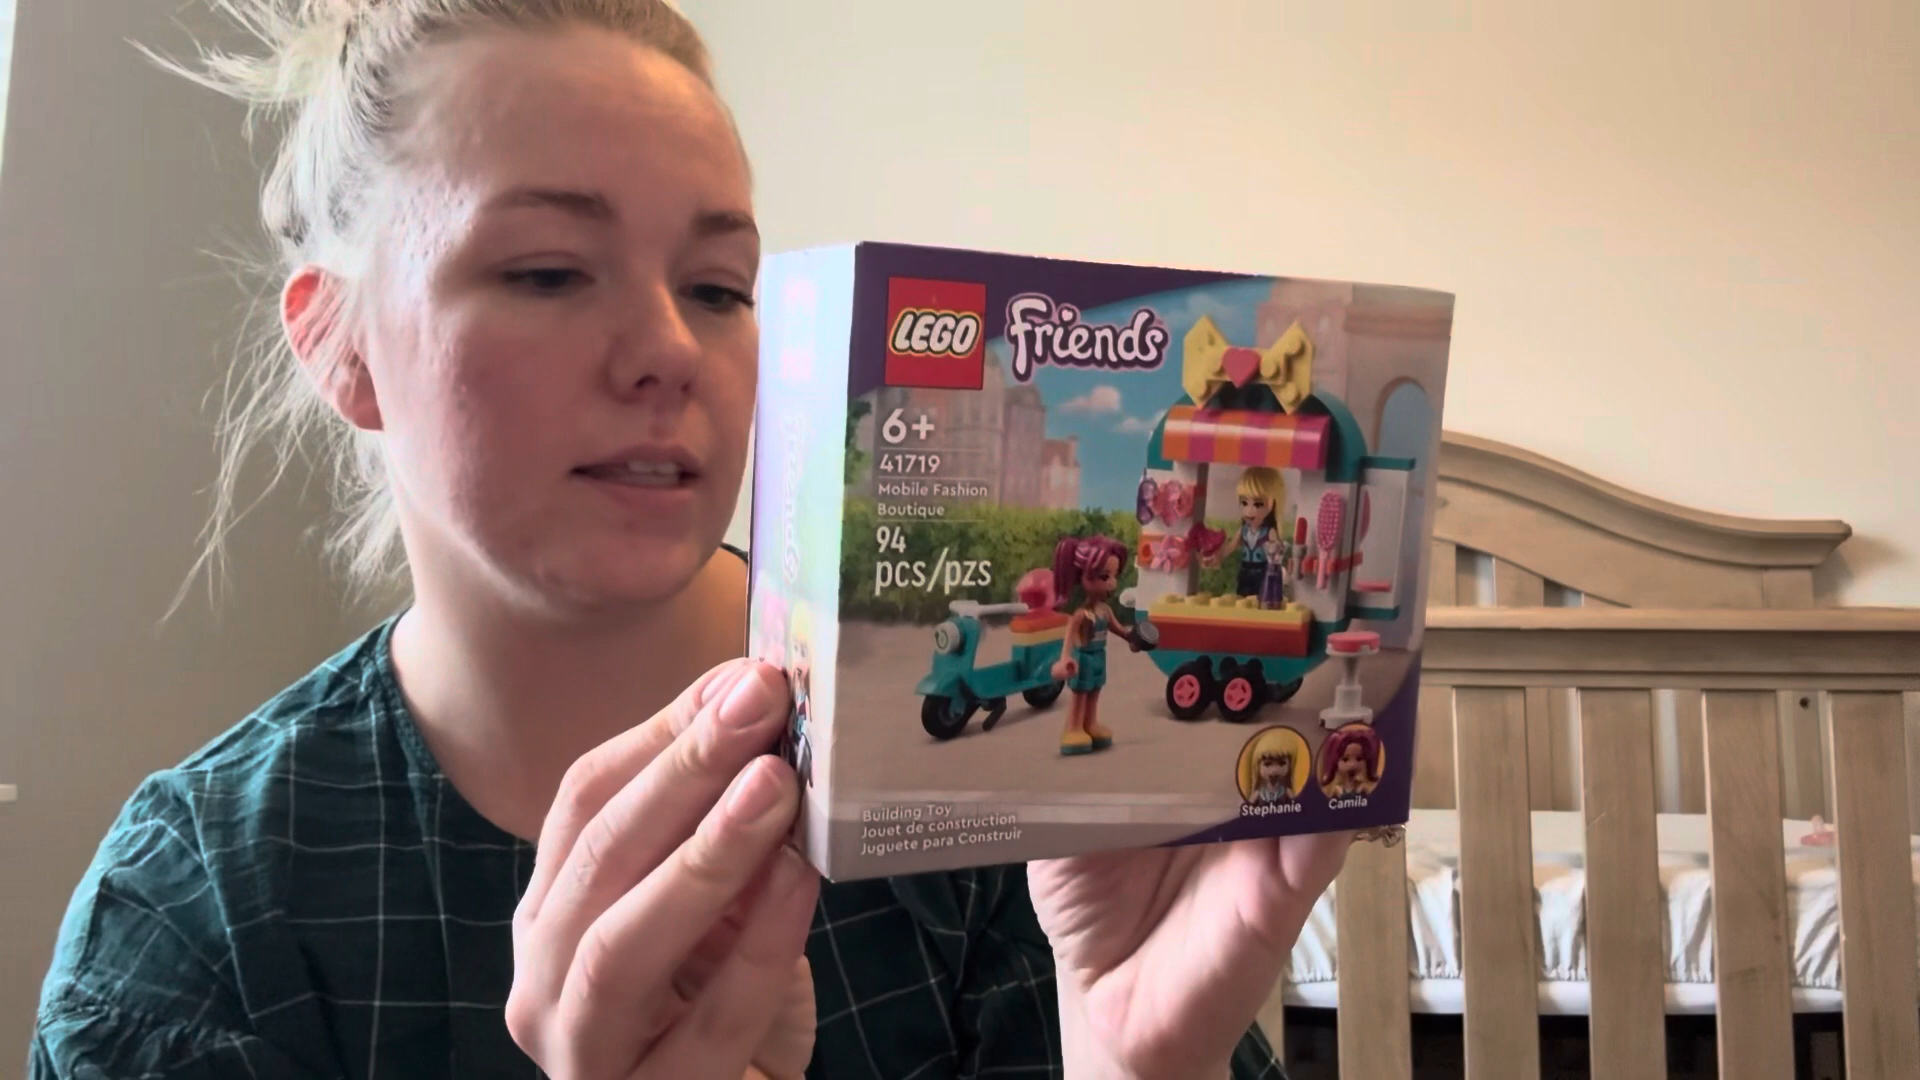 LEGO
friends
6+
41719
Mobile Fashion
Boutique
94
pcs/pzs
Stephanie
Camila
Building Toy
Jouet de construction
Juguete para Construir
friends